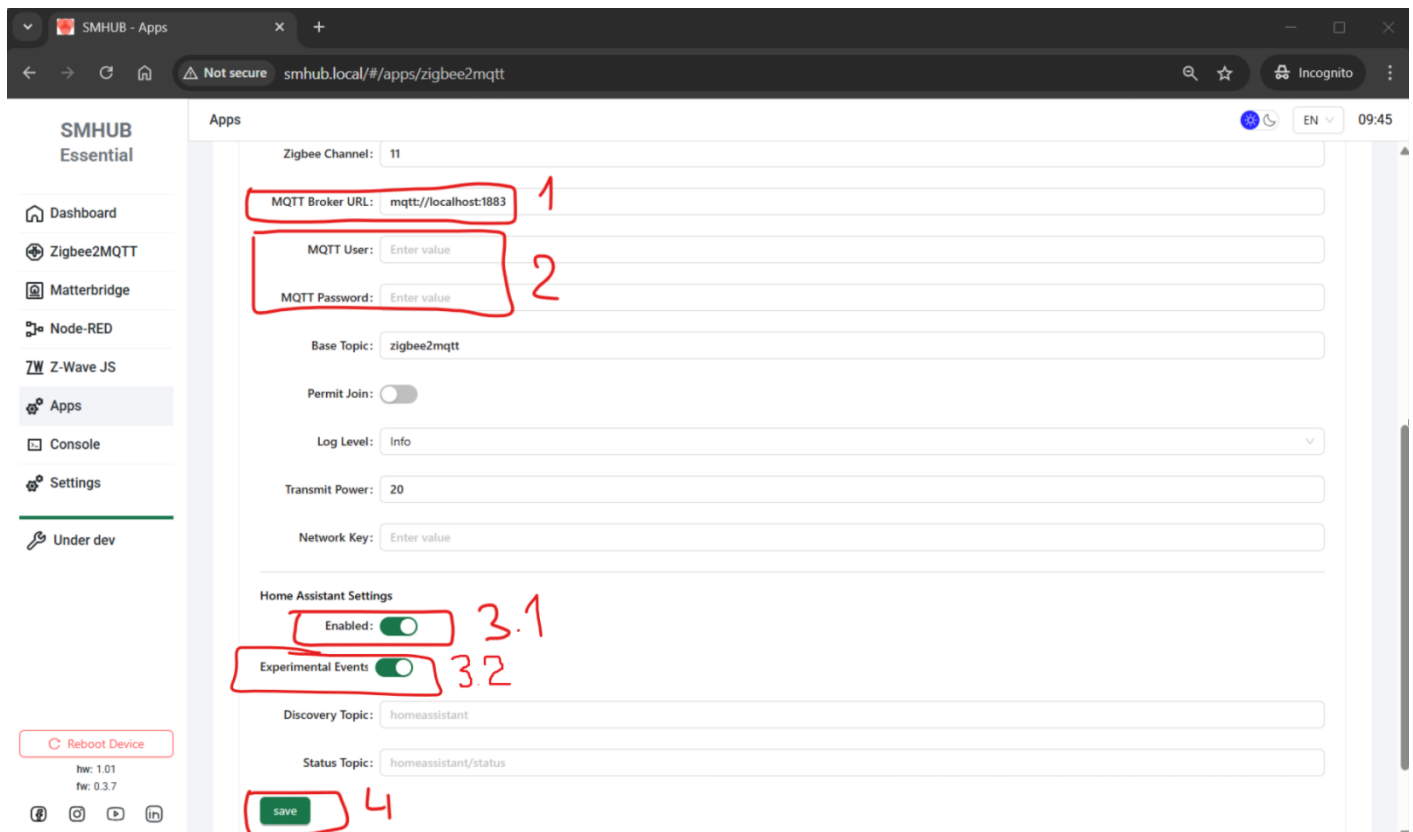 SMHUB - Apps
Not secure smhub.local/#/apps/zigbee2mqtt Incognito
SMHUB
Essential
Dashboard
Zigbee2MQTT
Matterbridge
Node-RED
ZW Z-Wave JS
Apps
Console
Settings
Under dev
Reboot Device
hw: 1.01
fw: 0.3.7
Apps EN 09:45
Zigbee Channel: 11
MQTT Broker URL: mqtt://localhost:1883 1
MQTT User: Enter value
2
MQTT Password: Enter value
Base Topic: zigbee2mqtt
Permit Join:
Log Level: Info
Transmit Power: 20
Network Key: Enter value
Home Assistant Settings
Enabled: 3.1
Experimental Events 3.2
Discovery Topic: homeassistant
Status Topic: homeassistant/status
save 4